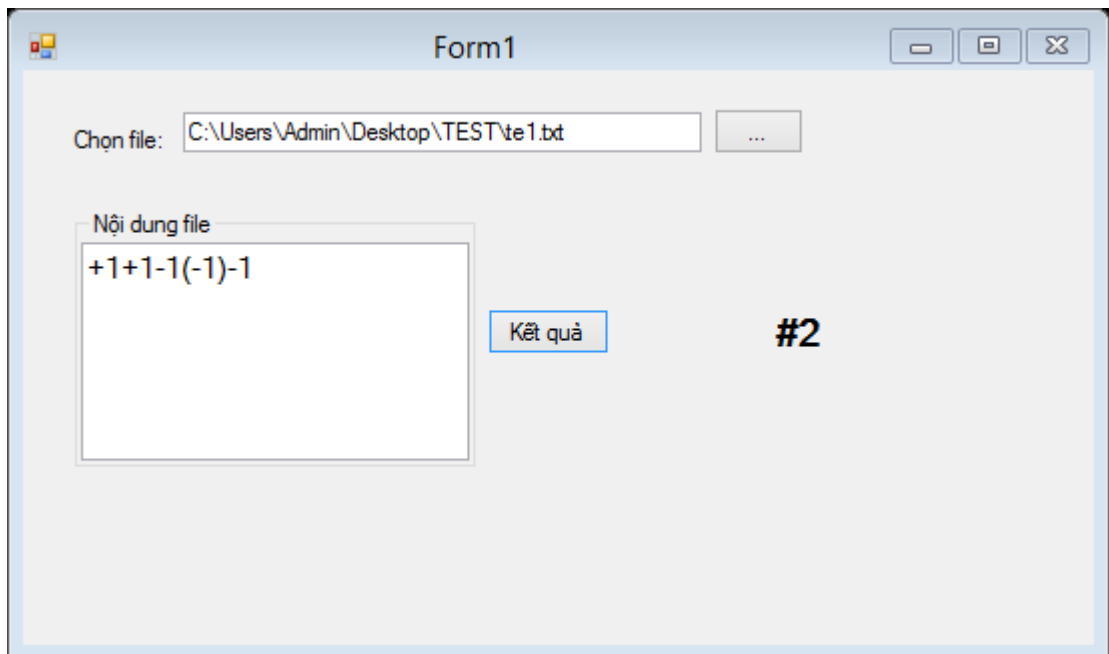 Form1
Chọn file: C:\Users\Admin\Desktop\TEST\te1.txt ...
Nội dung file
+1+1-1(-1)-1
Kết quả #2